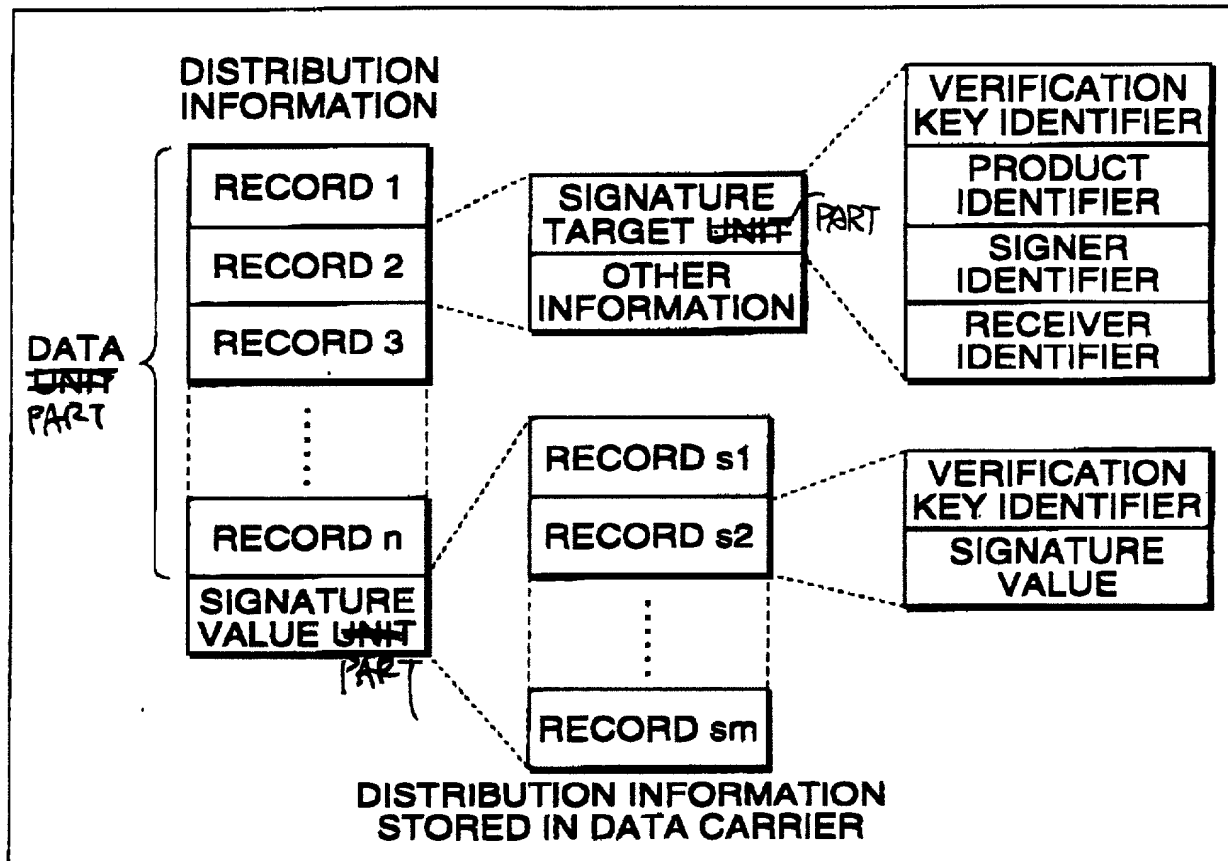 DISTRIBUTION
INFORMATION
RECORD 1
RECORD 2
RECORD 3
DATA
UNIT
PART
RECORD n
SIGNATURE
VALUE UNIT
PART
SIGNATURE
TARGET UNIT
PART
OTHER
INFORMATION
VERIFICATION
KEY IDENTIFIER
PRODUCT
IDENTIFIER
SIGNER
IDENTIFIER
RECEIVER
IDENTIFIER
RECORD s1
RECORD s2
RECORD sm
VERIFICATION
KEY IDENTIFIER
SIGNATURE
VALUE
DISTRIBUTION INFORMATION
STORED IN DATA CARRIER